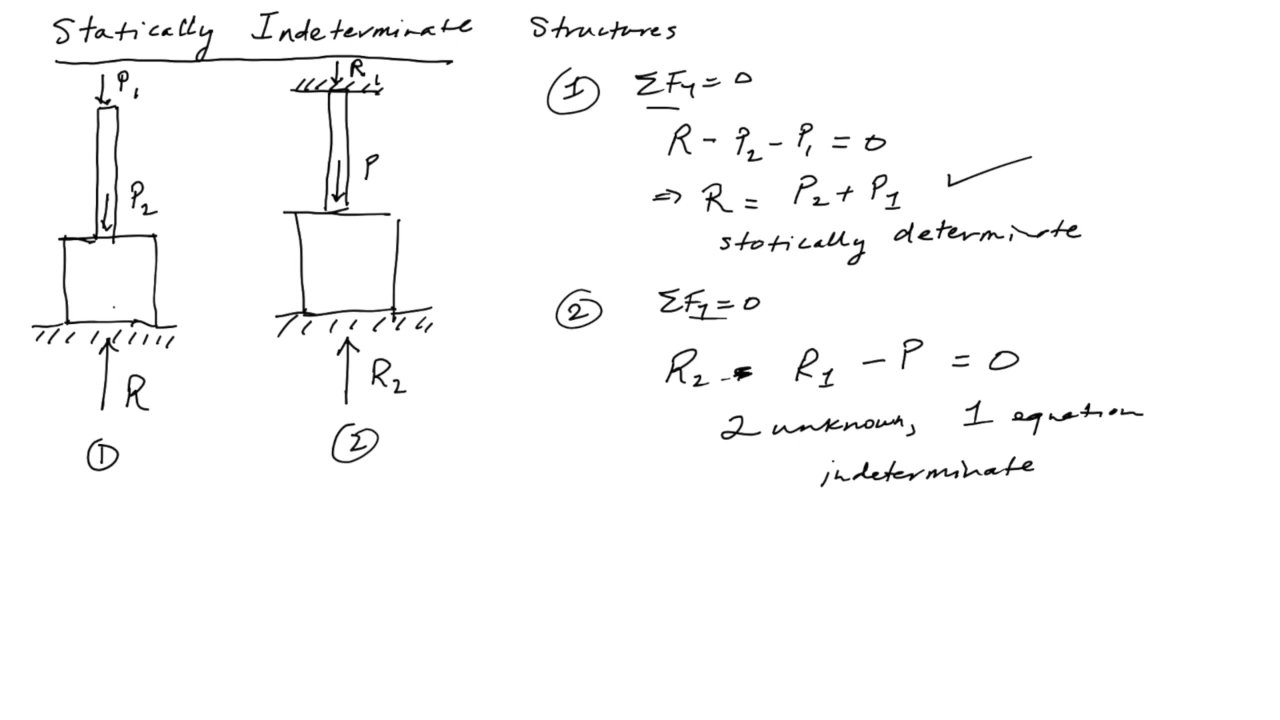 Statically Indeterminate Structures
P1
R1
P
P2
R
R2
①
②
① ΣFy = 0
R - P2 - P1 = 0
⇒ R = P2 + P1 ✓
statically determinate
② ΣFy = 0
R2 - R1 - P = 0
2 unknown, 1 equation
indeterminate